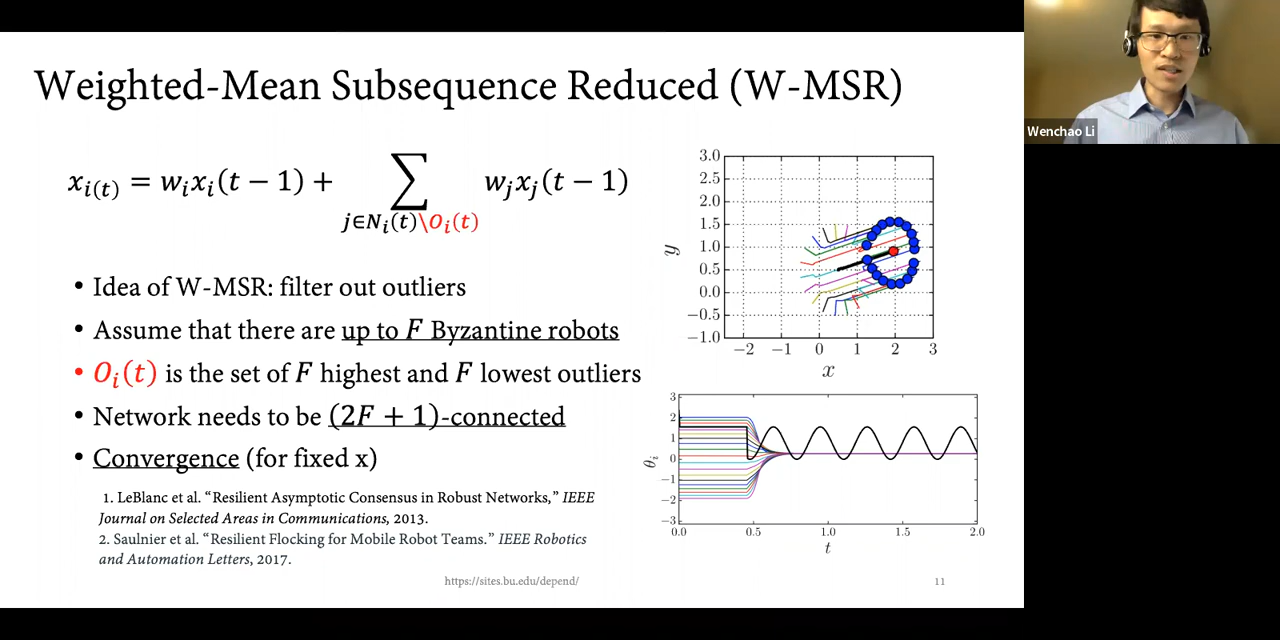 Weighted-Mean Subsequence Reduced (W-MSR)
x_{i(t)} = w_i x_i(t − 1) + ∑_{j∈N_i(t)\O_i(t)} w_j x_j(t − 1)
• Idea of W-MSR: filter out outliers
• Assume that there are up to F Byzantine robots
• O_i(t) is the set of F highest and F lowest outliers
• Network needs to be (2F + 1)-connected
• Convergence (for fixed x)
1. LeBlanc et al. “Resilient Asymptotic Consensus in Robust Networks,” IEEE
Journal on Selected Areas in Communications, 2013.
2. Saulnier et al. “Resilient Flocking for Mobile Robot Teams.” IEEE Robotics
and Automation Letters, 2017.
3.0
2.5
2.0
1.5
1.0
0.5
0.0
−0.5
−1.0
y
−2 −1 0 1 2 3
x
3
2
1
0
−1
−2
−3
θ_i
0.0 0.5 1.0 1.5 2.0
t
https://sites.bu.edu/depend/ 11
Wenchao Li